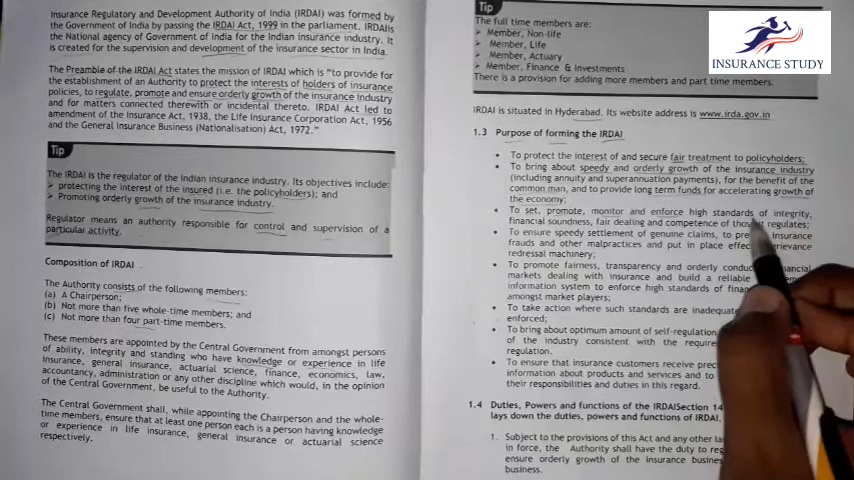 Insurance Regulatory and Development Authority of India (IRDAI) was formed by
the Government of India by passing the IRDAI Act, 1999 in the parliament. IRDAIis
the National agency of Government of India for the Indian insurance industry. It
is created for the supervision and development of the insurance sector in India.
The Preamble of the IRDAI Act states the mission of IRDAI which is "to provide for
the establishment of an Authority to protect the interests of holders of insurance
policies, to regulate, promote and ensure orderly growth of the insurance industry
and for matters connected therewith or incidental thereto. IRDAI Act led to
amendment of the Insurance Act, 1938, the Life Insurance Corporation Act, 1956
and the General Insurance Business (Nationalisation) Act, 1972."
Tip
The IRDAI is the regulator of the Indian insurance industry. Its objectives include:
➢ protecting the interest of the insured (i.e. the policyholders); and
➢ Promoting orderly growth of the insurance industry.
Regulator means an authority responsible for control and supervision of a
particular activity.
Composition of IRDAI
The Authority consists of the following members:
(a) A Chairperson;
(b) Not more than five whole-time members; and
(c) Not more than four part-time members.
These members are appointed by the Central Government from amongst persons
of ability, integrity and standing who have knowledge or experience in life
insurance, general insurance, actuarial science, finance, economics, law,
accountancy, administration or any other discipline which would, in the opinion
of the Central Government, be useful to the Authority.
The Central Government shall, while appointing the Chairperson and the whole-
time members, ensure that at least one person each is a person having knowledge
or experience in life insurance, general insurance or actuarial science
respectively.
Tip
The full time members are:
➢ Member, Non-life
➢ Member, Life
➢ Member, Actuary
➢ Member, Finance & Investments
There is a provision for adding more members and part time members.
INSURANCE STUDY
IRDAI is situated in Hyderabad. Its website address is www.irda.gov.in
1.3 Purpose of forming the IRDAI
• To protect the interest of and secure fair treatment to policyholders;
• To bring about speedy and orderly growth of the insurance industry
(including annuity and superannuation payments), for the benefit of the
common man, and to provide long term funds for accelerating growth of
the economy;
• To set, promote, monitor and enforce high standards of integrity,
financial soundness, fair dealing and competence of those it regulates;
• To ensure speedy settlement of genuine claims, to insurance
frauds and other malpractices and put in place grievance
redressal machinery;
• To promote fairness, transparency and orderly financial
markets dealing with insurance and build a reliable
information system to enforce high standards of
amongst market players;
• To take action where such standards are inadequate
enforced;
• To bring about optimum amount of self-regulation
of the industry consistent with the
regulation.
• To ensure that insurance customers receive
information about products and services and to
their responsibilities and duties in this regard.
1.4 Duties, Powers and functions of the IRDAISection 14
lays down the duties, powers and functions of IRDAI.
1. Subject to the provisions of this Act and any other
in force, the Authority shall have the duty to
ensure orderly growth of the insurance
business.